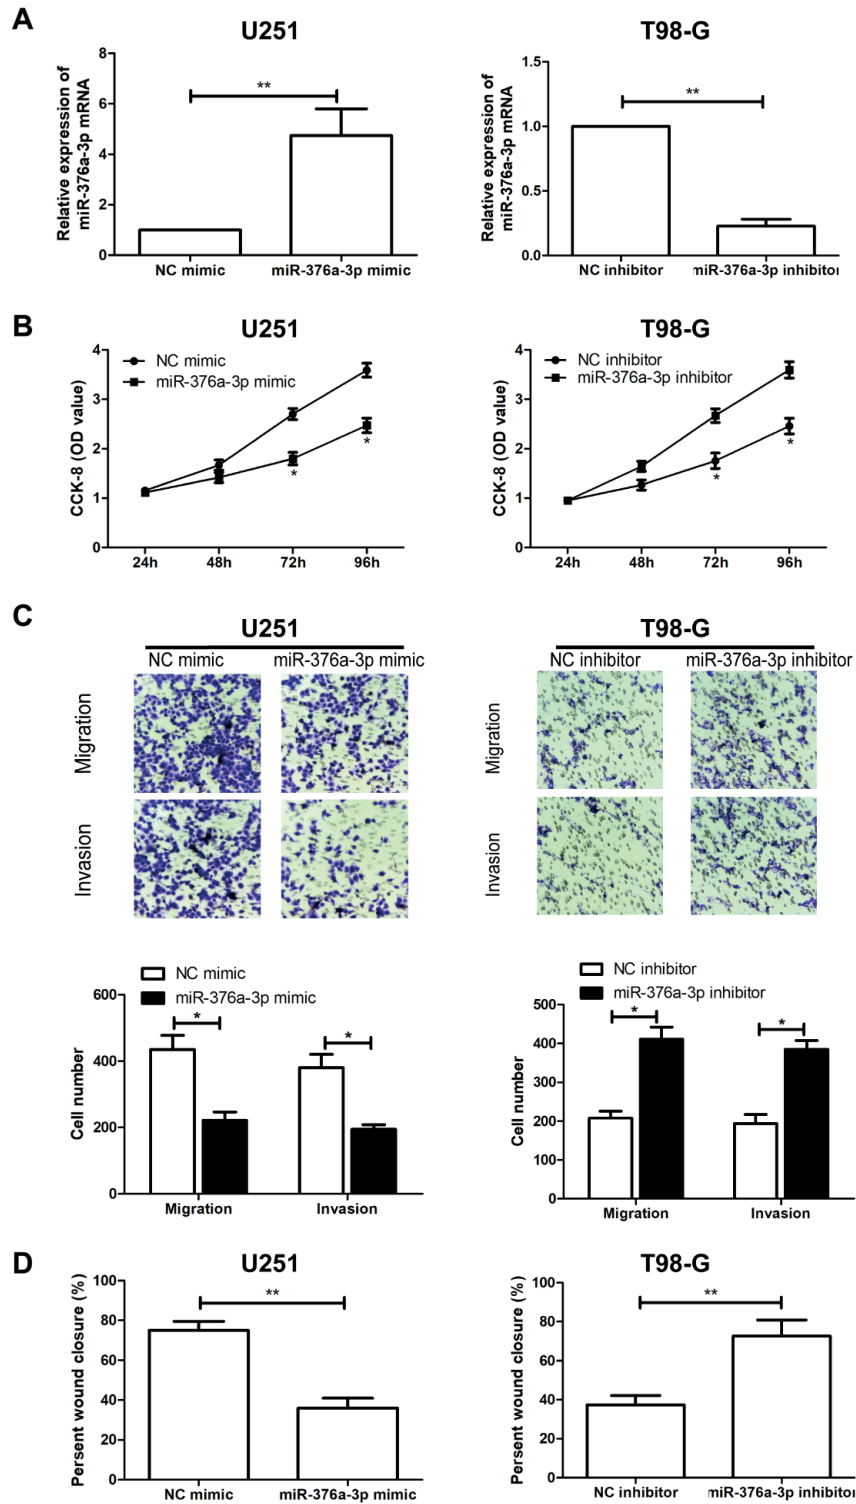 A
U251
T98-G
Relative expression of
miR-376a-3p mRNA
8
6
4
2
0
**
NC mimic
miR-376a-3p mimic
Relative expression of
miR-376a-3p mRNA
1.5
1.0
0.5
0.0
**
NC inhibitor
miR-376a-3p inhibitor
B
U251
T98-G
CCK-8 (OD value)
4
3
2
1
0
NC mimic
miR-376a-3p mimic
*
*
24h 48h 72h 96h
CCK-8 (OD value)
4
3
2
1
0
NC inhibitor
miR-376a-3p inhibitor
*
*
24h 48h 72h 96h
C
U251
T98-G
NC mimic miR-376a-3p mimic
NC inhibitor miR-376a-3p inhibitor
Migration
Invasion
Migration
Invasion
NC mimic
miR-376a-3p mimic
Cell number
600
400
200
0
*
*
Migration Invasion
NC inhibitor
miR-376a-3p inhibitor
Cell number
500
400
300
200
100
0
*
*
Migration Invasion
D
U251
T98-G
Persent wound closure (%)
100
80
60
40
20
0
**
NC mimic
miR-376a-3p mimic
Persent wound closure (%)
100
80
60
40
20
0
**
NC inhibitor
miR-376a-3p inhibitor